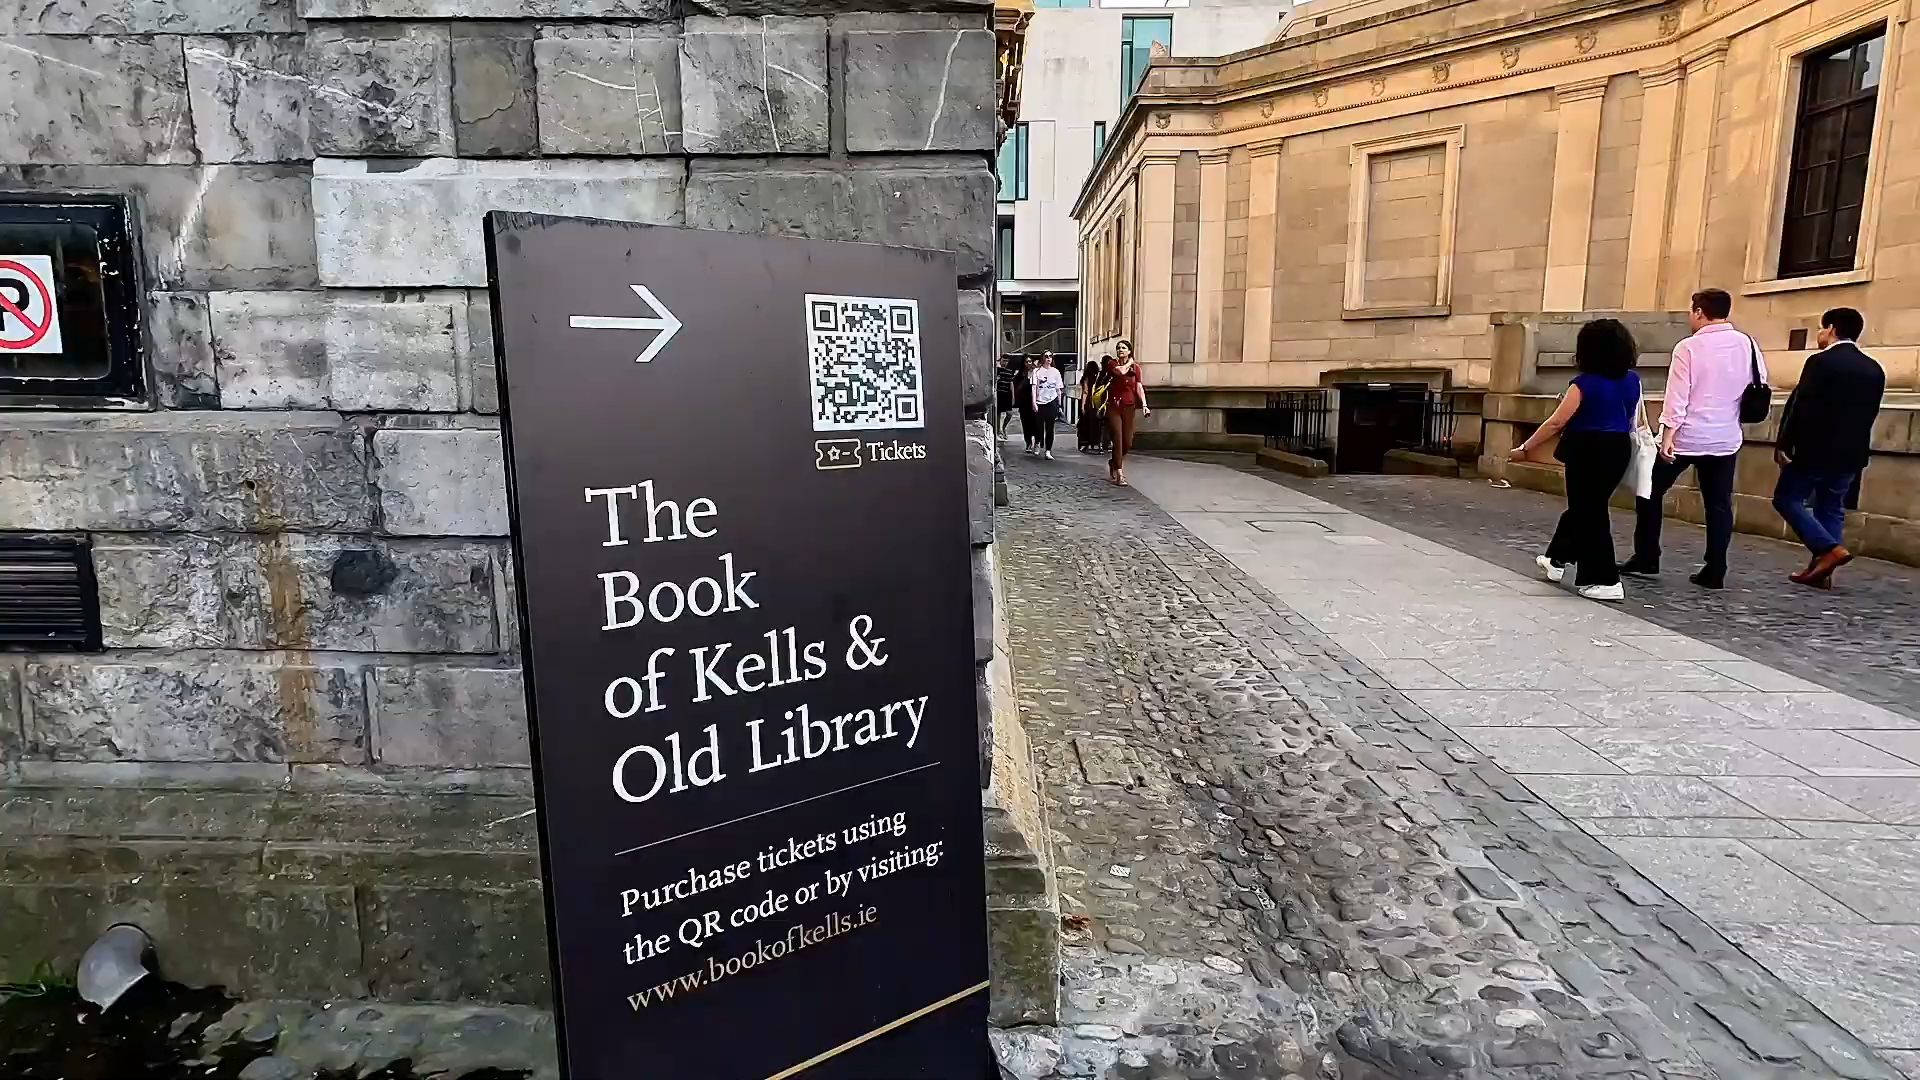 Tickets
The
Book
of Kells &
Old Library
Purchase tickets using
the QR code or by visiting:
www.bookofkells.ie
P